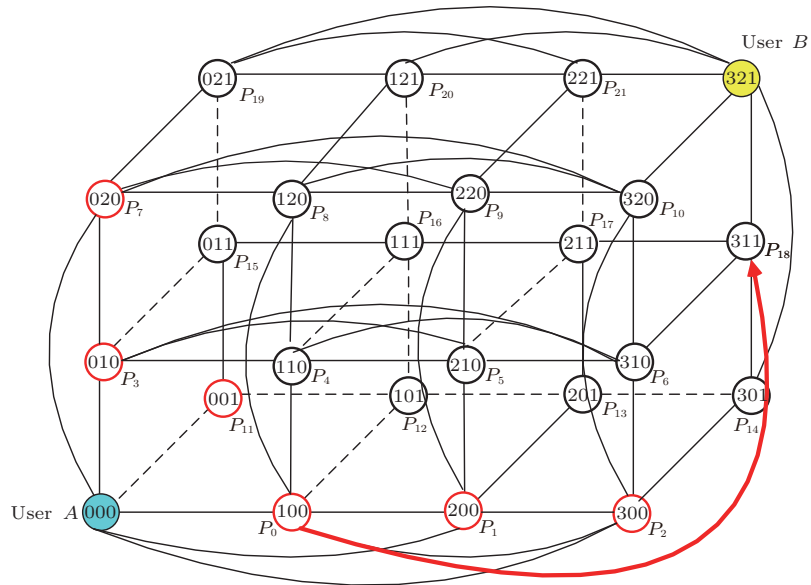 User B
021 121 221 321
P19 P20 P21
020 120 220 320
P7 P8 P9 P10
P16 P17
011 111 211 311
P15 P18
010 110 210 310
P3 P4 P5 P6
001 101 201 301
P11 P12 P13 P14
User A 000 100 200 300
P0 P1 P2